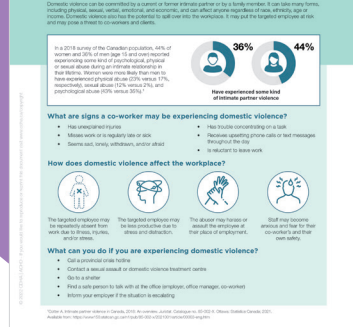 Domestic violence can be committed by a current or former intimate partner or by a family member. It can take many forms,
including physical, sexual, verbal, emotional, and economic, and can affect anyone regardless of race, ethnicity, age or
income. Domestic violence also has the potential to spill over into the workplace. It may put the targeted employee at risk
and may pose a threat to co-workers and clients.
In a 2018 survey of the Canadian population, 44% of
women and 36% of men (age 15 and over) reported
experiencing some kind of psychological, physical
or sexual abuse during an intimate relationship in
their lifetime. Women were more likely than men to
have experienced physical abuse (23% versus 17%,
respectively), sexual abuse (12% versus 2%), and
psychological abuse (43% versus 35%).¹
36%
44%
Have experienced some kind
of intimate partner violence
What are signs a co-worker may be experiencing domestic violence?
• Has unexplained injuries
• Misses work or is regularly late or sick
• Seems sad, lonely, withdrawn, and/or afraid
• Has trouble concentrating on a task
• Receives upsetting phone calls or text messages
throughout the day
• Is reluctant to leave work
How does domestic violence affect the workplace?
The targeted employee may
be repeatedly absent from
work due to illness, injuries,
and/or stress.
The targeted employee may
be less productive due to
stress and distraction.
The abuser may harass or
assault the employee at
their place of employment.
Staff may become
anxious and fear for their
co-worker's and their
own safety.
What can you do if you are experiencing domestic violence?
• Call a provincial crisis hotline
• Contact a sexual assault or domestic violence treatment centre
• Go to a shelter
• Find a safe person to talk with at the office (employer, office manager, co-worker)
• Inform your employer if the situation is escalating